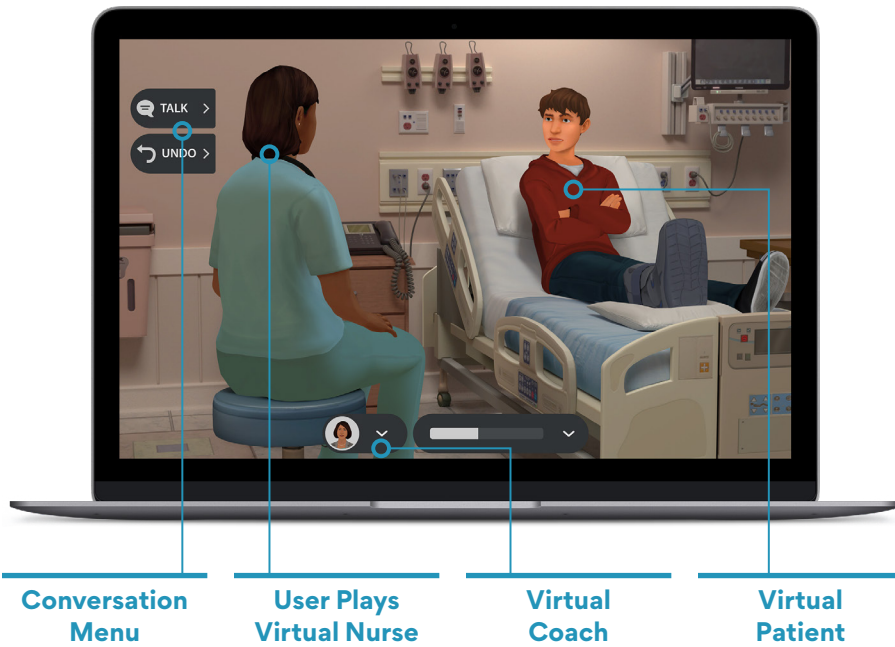 TALK
UNDO
Conversation
Menu
User Plays
Virtual Nurse
Virtual
Coach
Virtual
Patient